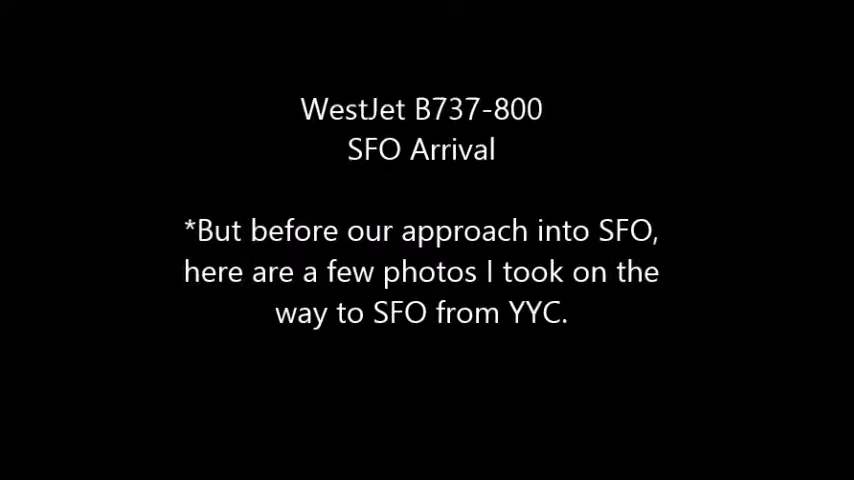 WestJet B737-800
SFO Arrival
*But before our approach into SFO,
here are a few photos I took on the
way to SFO from YYC.